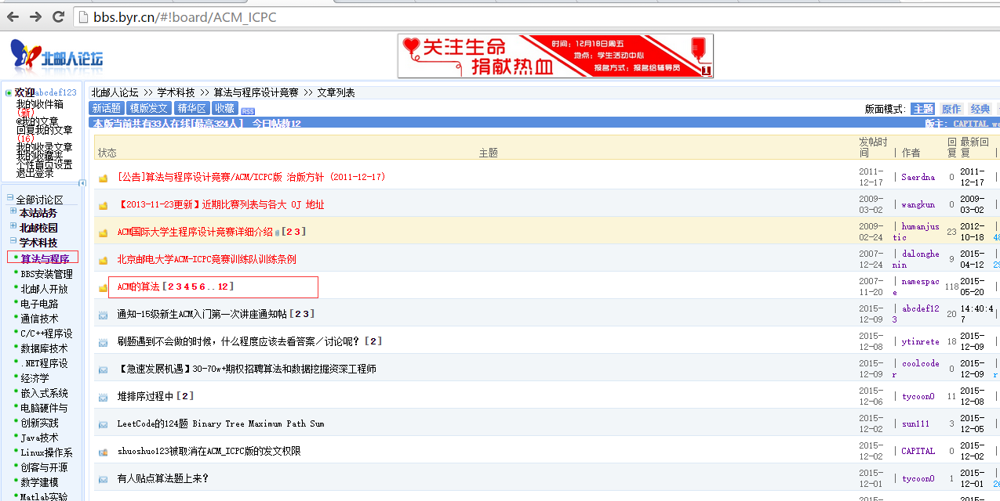 bbs.byr.cn/#!board/ACM_ICPC
北邮人论坛
关注生命
捐献热血
时间: 12月18日周五
地点: 学生活动中心
报名方式: 报名给辅导员
1
欢迎abcdef123
我的收件箱
(新)
@我的文章
回复我的文章
(16)
我的收录文章
我的收藏夹
个性首页设置
退出登录
全部讨论区
本站站务
北邮校园
学术科技
算法与程序
BBS安装管理
北邮人开放
电子电路
通信技术
C/C++程序设
数据库技术
.NET程序设
经济学
嵌入式系统
电脑硬件与
创新实践
Java技术
Linux操作系
创客与开源
数学建模
Matlab实验
北邮人论坛 >> 学术科技 >> 算法与程序设计竞赛 >> 文章列表
新话题 模版发文 精华区 收藏 RSS
版面模式: 主题 原作 经典
本版当前共有33人在线[最高324人] 今日帖数12
版主: CAPITAL
状态 主题 发帖时间 | 作者 回复 最新回复
[公告]算法与程序设计竞赛/ACM/ICPC版 治版方针 (2011-12-17) 2011-12-17 | Saerdna 0 2011-12-17 |
【2013-11-23更新】近期比赛列表与各大 OJ 地址 2009-03-02 | wangkun 0 2009-03-02 |
ACM国际大学生程序设计竞赛详细介绍 [2 3] 2009-02-24 | humanjustic 23 2012-10-18 |
北京邮电大学ACM-ICPC竞赛训练队训练条例 2007-12-24 | dalonghenin 9 2015-04-12 |
ACM的算法 [2 3 4 5 6 .. 12] 2007-11-20 | namespace 118 2015-05-20 |
通知-15级新生ACM入门第一次讲座通知帖 [2 3] 2015-12-09 | abcdef123 20 14:40:47 |
刷题遇到不会做的时候，什么程度应该去看答案／讨论呢？ [2] 2015-12-08 | ytinrete 18 2015-12-09 |
【急速发展机遇】30-70w+期权招聘算法和数据挖掘资深工程师 2015-12-09 | coolcoder 0 2015-12-09 |
堆排序过程中 [2] 2015-12-06 | tycoon0 11 2015-12-08 |
LeetCode的124题 Binary Tree Maximum Path Sum 2015-12-02 | sun111 3 2015-12-05 |
shuoshuo123被取消在ACM_ICPC版的发文权限 2015-12-02 | CAPITAL 0 2015-12-02 |
有人贴点算法题上来？ 2015-12-01 | tycoon0 1 2015-12-01 |